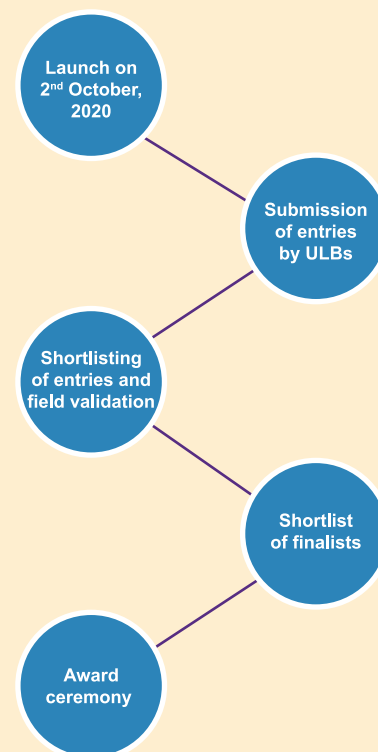 Launch on
2nd October,
2020
Submission
of entries
by ULBs
Shortlisting
of entries and
field validation
Shortlist
of finalists
Award
ceremony